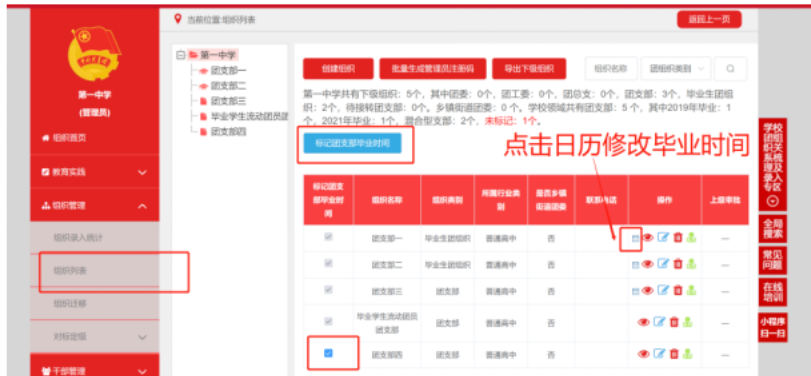 当前位置:组织列表
返回上一页
第一中学
(管理员)
组织首页
教育实践
组织管理
组织录入统计
组织列表
组织迁移
对标定级
干部管理
第一中学
团支部一
团支部二
团支部三
毕业学生流动团员团
团支部四
创建组织
批量生成管理员注册码
导出下级组织
组织名称
团组织类别
第一中学共有下级组织：5个，其中团委：0个，团工委：0个，团总支：0个，团支部：3个，毕业生团组
织：2个，待接转团支部：0个。乡镇街道团委：0 个。学校领域共有团支部：5 个，其中2019年毕业：1
个，2021年毕业：1个，混合型支部：2个，未标记：1个。
标记团支部毕业时间
点击日历修改毕业时间
标记团支部毕业时间
组织名称
组织类别
所属行业类别
是否乡镇街道团委
联系电话
操作
上级审批
团支部一 毕业生团组织 普通高中 否 —
团支部二 毕业生团组织 普通高中 否 —
团支部三 团支部 普通高中 否 —
毕业学生流动团员团支部 团支部 普通高中 否 —
团支部四 团支部 普通高中 否 —
学校团组织关系梳理及录入专区
全局搜索
常见问题
在线培训
小程序扫一扫